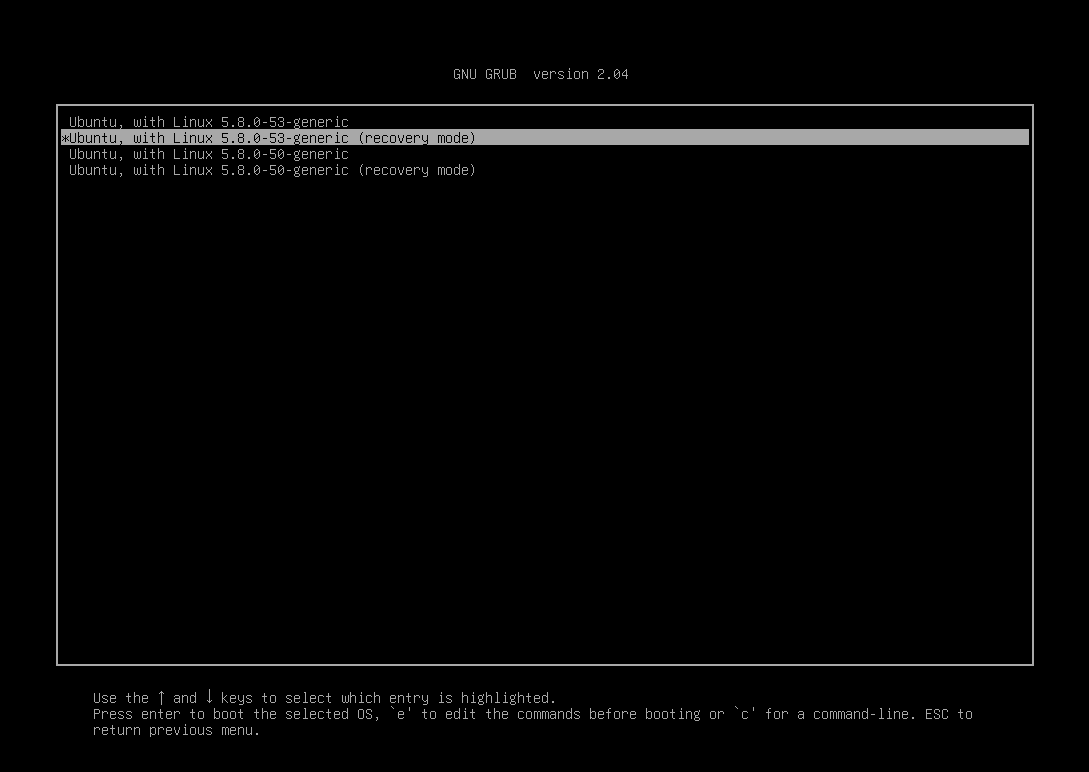 GNU GRUB  version 2.04
Ubuntu, with Linux 5.8.0-53-generic
*Ubuntu, with Linux 5.8.0-53-generic (recovery mode)
Ubuntu, with Linux 5.8.0-50-generic
Ubuntu, with Linux 5.8.0-50-generic (recovery mode)
Use the ↑ and ↓ keys to select which entry is highlighted.
Press enter to boot the selected OS, `e' to edit the commands before booting or `c' for a command-line. ESC to
return previous menu.